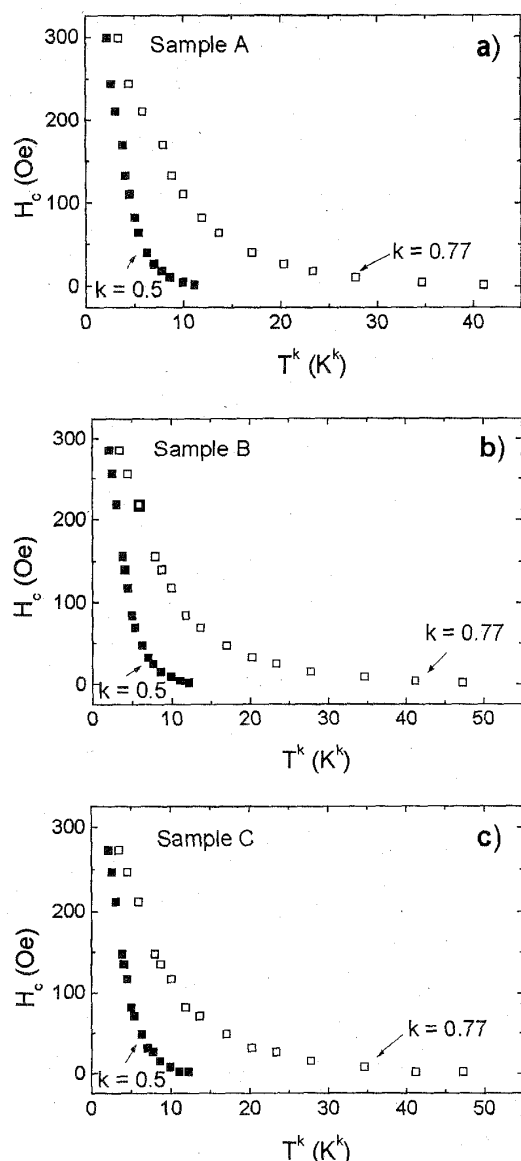 Sample A
a)
300
200
100
0
H_c (Oe)
k = 0.77
k = 0.5
0 10 20 30 40
T^k (K^k)
Sample B
b)
300
200
100
0
H_c (Oe)
k = 0.77
k = 0.5
0 10 20 30 40 50
T^k (K^k)
Sample C
c)
300
200
100
0
H_c (Oe)
k = 0.77
k = 0.5
0 10 20 30 40 50
T^k (K^k)